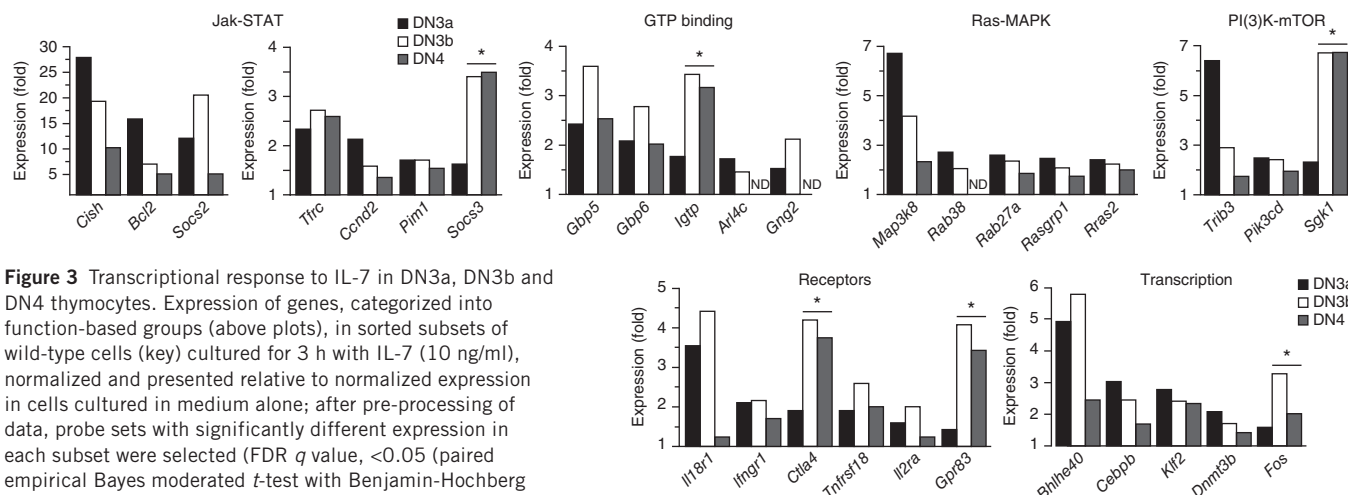 Jak-STAT
GTP binding
Ras-MAPK
PI(3)K-mTOR
DN3a
DN3b
DN4
Expression (fold)
30
25
20
15
10
5
Cish
Bcl2
Socs2
Expression (fold)
4
3
2
1
Tfrc
Ccnd2
Pim1
Socs3
*
Expression (fold)
4
3
2
1
Gbp5
Gbp6
Igtp
Arl4c
Gng2
*
ND
ND
Expression (fold)
7
5
3
1
Map3k8
Rab38
Rab27a
Rasgrp1
Rras2
ND
Expression (fold)
7
5
3
1
Trib3
Pik3cd
Sgk1
*
Figure 3 Transcriptional response to IL-7 in DN3a, DN3b and
DN4 thymocytes. Expression of genes, categorized into
function-based groups (above plots), in sorted subsets of
wild-type cells (key) cultured for 3 h with IL-7 (10 ng/ml),
normalized and presented relative to normalized expression
in cells cultured in medium alone; after pre-processing of
data, probe sets with significantly different expression in
each subset were selected (FDR q value, <0.05 (paired
empirical Bayes moderated t-test with Benjamin-Hochberg
Receptors
Expression (fold)
5
4
3
2
1
Il18r1
Ifngr1
Ctla4
Tnfrsf18
Il2ra
Gpr83
*
*
Transcription
DN3a
DN3b
DN4
Expression (fold)
6
5
4
3
2
1
Bhlhe40
Cebpb
Klf2
Dnmt3b
Fos
*